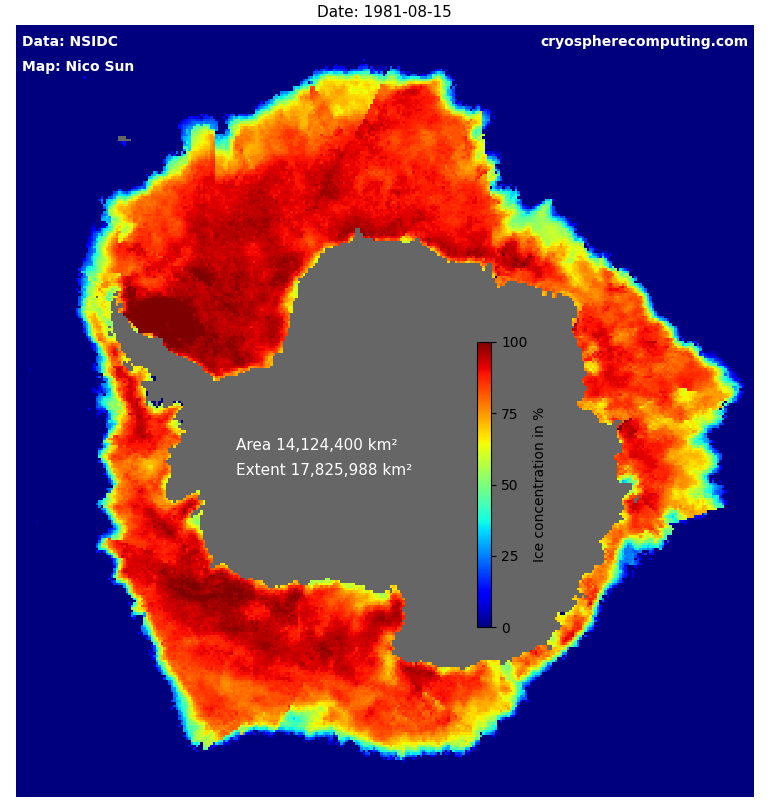 Date: 1981-08-15
Data: NSIDC
cryospherecomputing.com
Map: Nico Sun
100
75
50
25
0
Ice concentration in %
Area 14,124,400 km²
Extent 17,825,988 km²